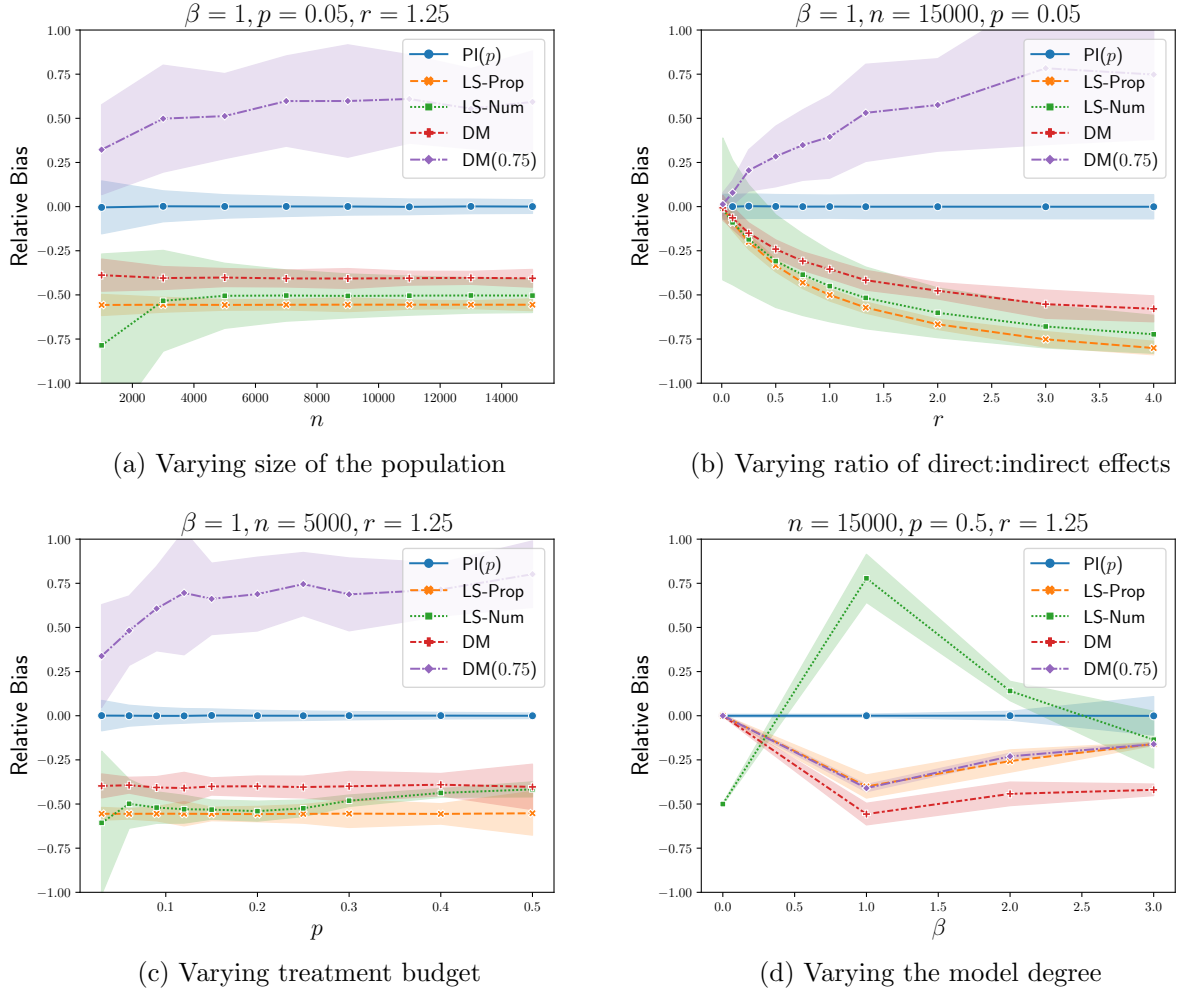 β = 1, p = 0.05, r = 1.25
1.00
0.75
0.50
0.25
0.00
−0.25
−0.50
−0.75
−1.00
Relative Bias
PI(p)
LS-Prop
LS-Num
DM
DM(0.75)
2000 4000 6000 8000 10000 12000 14000
n
(a) Varying size of the population
β = 1, n = 15000, p = 0.05
1.00
0.75
0.50
0.25
0.00
−0.25
−0.50
−0.75
−1.00
Relative Bias
PI(p)
LS-Prop
LS-Num
DM
DM(0.75)
0.0 0.5 1.0 1.5 2.0 2.5 3.0 3.5 4.0
r
(b) Varying ratio of direct:indirect effects
β = 1, n = 5000, r = 1.25
1.00
0.75
0.50
0.25
0.00
−0.25
−0.50
−0.75
−1.00
Relative Bias
PI(p)
LS-Prop
LS-Num
DM
DM(0.75)
0.1 0.2 0.3 0.4 0.5
p
(c) Varying treatment budget
n = 15000, p = 0.5, r = 1.25
1.00
0.75
0.50
0.25
0.00
−0.25
−0.50
−0.75
−1.00
Relative Bias
PI(p)
LS-Prop
LS-Num
DM
DM(0.75)
0.0 0.5 1.0 1.5 2.0 2.5 3.0
β
(d) Varying the model degree